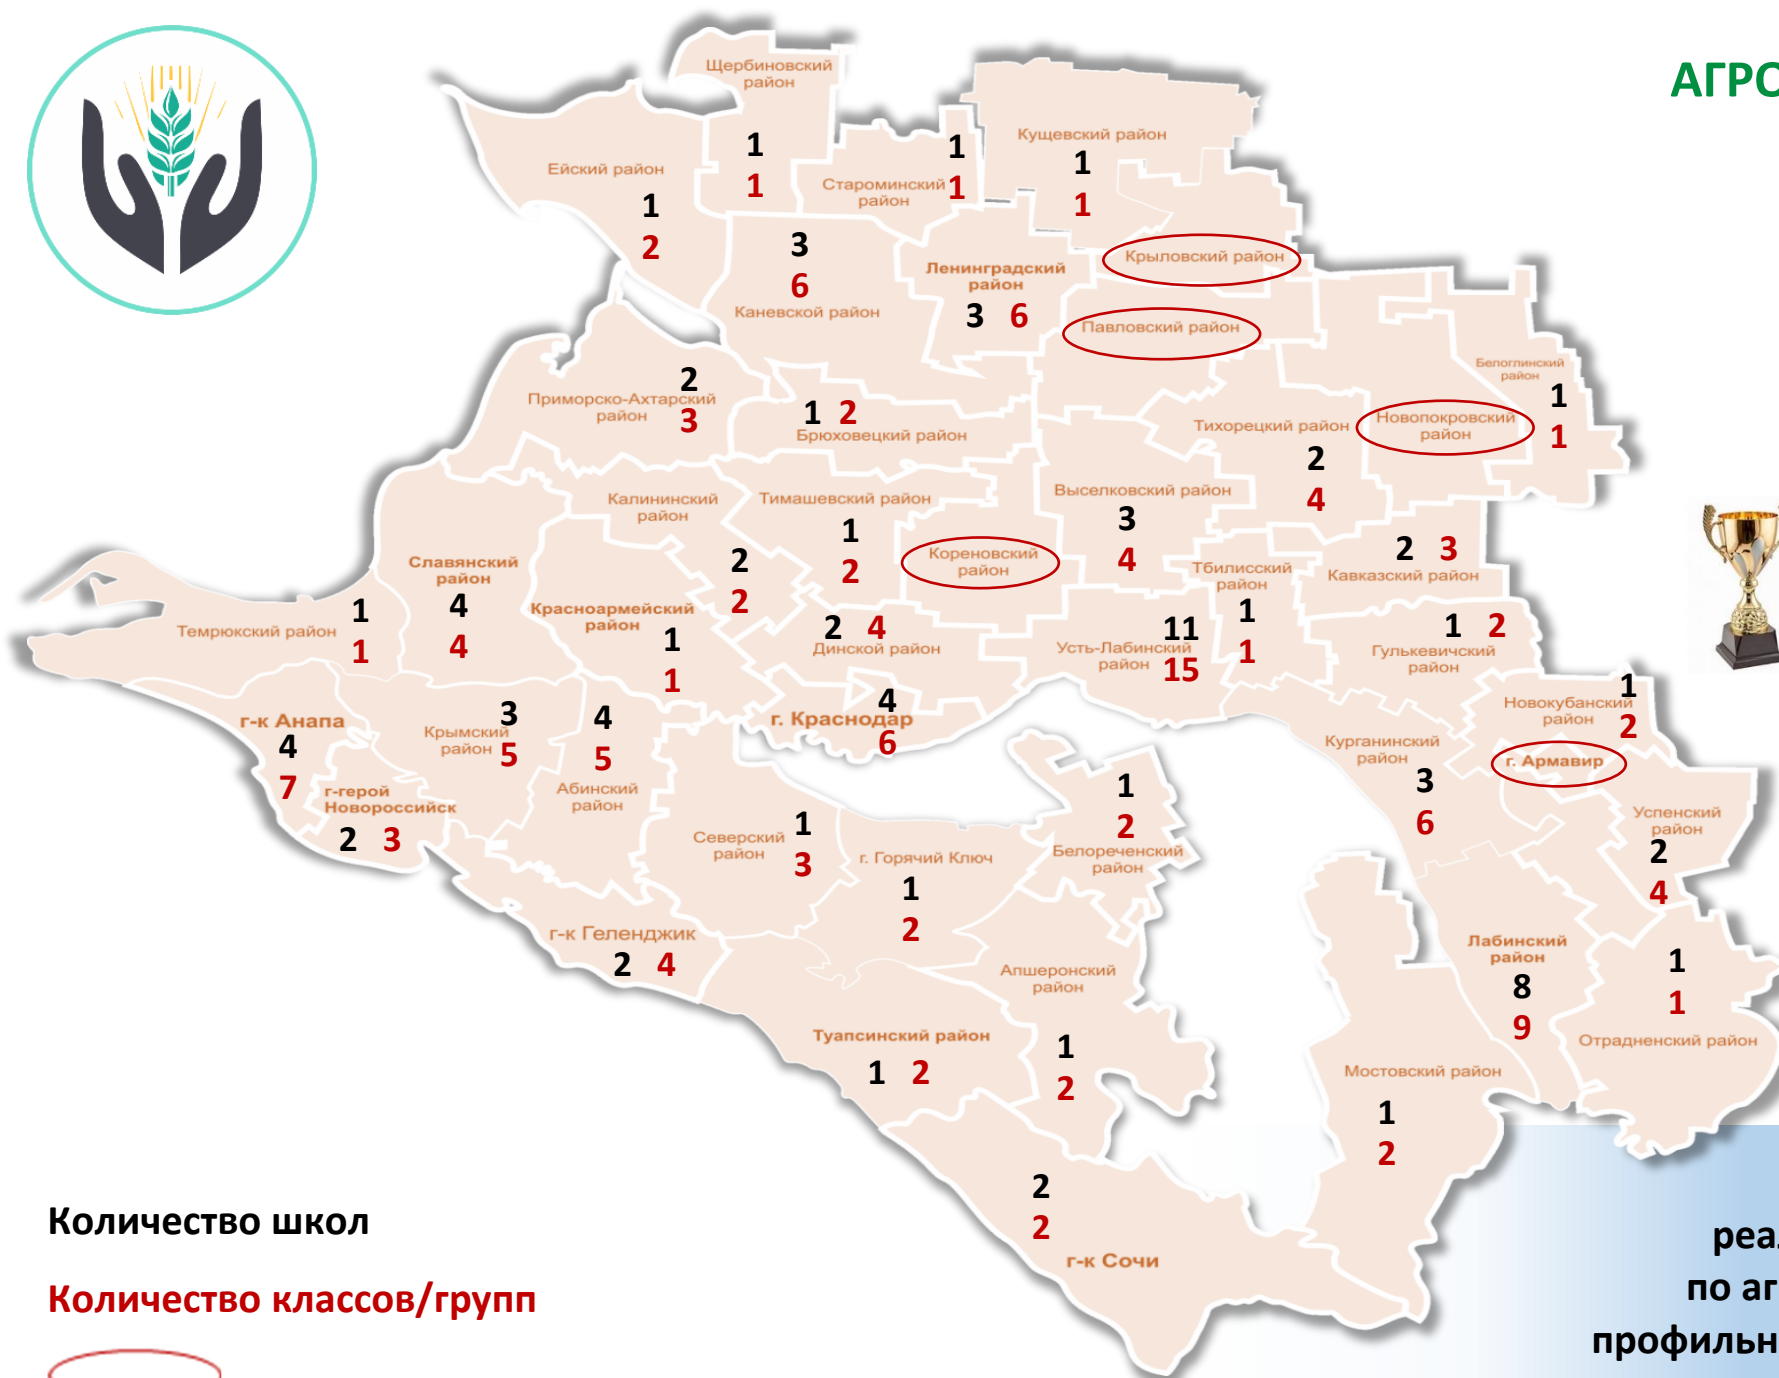 АГРО
Щербиновский
район
1
1
Ейский район
1
2
Староминский
район
1
1
Кущевский район
1
1
Крыловский район
3
6
Каневской район
Ленинградский
район
3 6
Павловский район
Белоглинский
район
1
1
Приморско-Ахтарский
район
2
3
1 2
Брюховецкий район
Тихорецкий район
2
4
Новопокровский
район
Калининский
район
2
2
Тимашевский район
1
2
Выселковский район
3
4
Кореновский
район
Тбилисский
район
1
1
2 3
Кавказский район
Славянский
район
4
4
Красноармейский
район
1
1
Темрюкский район
1
1
2 4
Динской район
Усть-Лабинский
район
11
15
1 2
Гулькевичский
район
г-к Анапа
4
7
Крымский
район
3
5
4
5
Абинский
район
г. Краснодар
4
6
Новокубанский
район
1
2
Курганинский
район
3
6
г. Армавир
г-герой
Новороссийск
2 3
Северский
район
1
3
г. Горячий Ключ
1
2
1
2
Белореченский
район
Успенский
район
2
4
г-к Геленджик
2 4
Апшеронский
район
1
2
Лабинский
район
8
9
1
1
Отрадненский район
Туапсинский район
1 2
Мостовский район
1
2
2
2
г-к Сочи
Количество школ
Количество классов/групп
реал
по аг
профильн